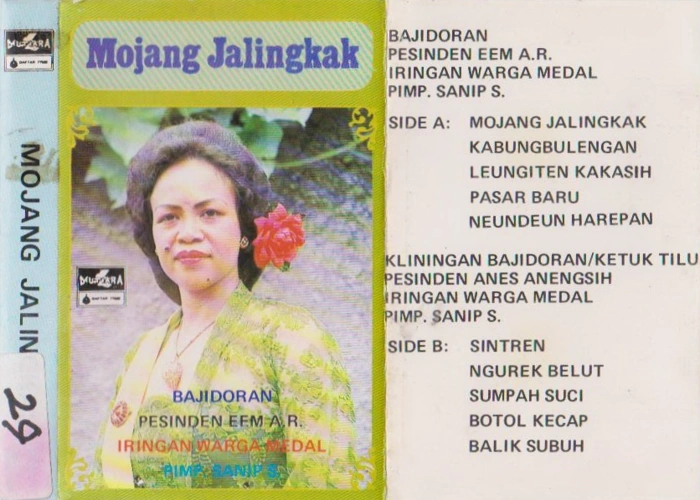 MUTIARA
MOJANG JALIN
29
Mojang Jalingkak
MUTIARA
BAJIDORAN
PESINDEN EEM A.R.
IRINGAN WARGA MEDAL
PIMP. SANIP S.
BAJIDORAN
PESINDEN EEM A.R.
IRINGAN WARGA MEDAL
PIMP. SANIP S.
SIDE A: MOJANG JALINGKAK
KABUNGBULENGAN
LEUNGITEN KAKASIH
PASAR BARU
NEUNDEUN HAREPAN
KLININGAN BAJIDORAN/KETUK TILU
PESINDEN ANES ANENGSIH
IRINGAN WARGA MEDAL
PIMP. SANIP S.
SIDE B: SINTREN
NGUREK BELUT
SUMPAH SUCI
BOTOL KECAP
BALIK SUBUH